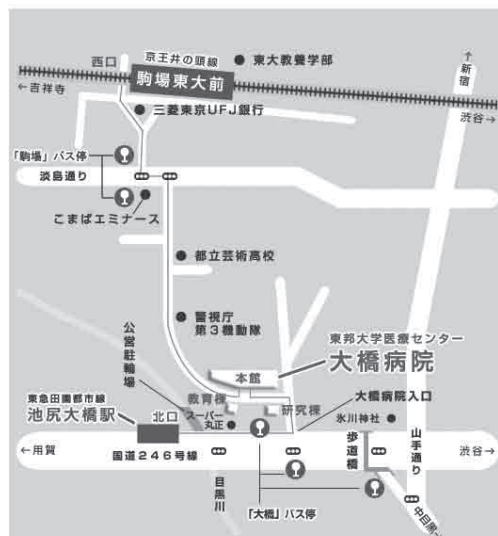 西口
京王井の頭線
駒場東大前
●東大教養学部
↑新宿
←吉祥寺
渋谷→
●三菱東京UFJ銀行
「駒場」バス停
淡島通り
こまばエミナース
●都立芸術高校
●警視庁
第3機動隊
公営駐輪場
東邦大学医療センター
大橋病院
本館
教育棟
研究棟
大橋病院入口
東急田園都市線
池尻大橋駅
北口
スーパー
丸正
氷川神社●
歩道橋
山手通り
←用賀
国道246号線
渋谷→
目黒川
「大橋」バス停
中目黒→